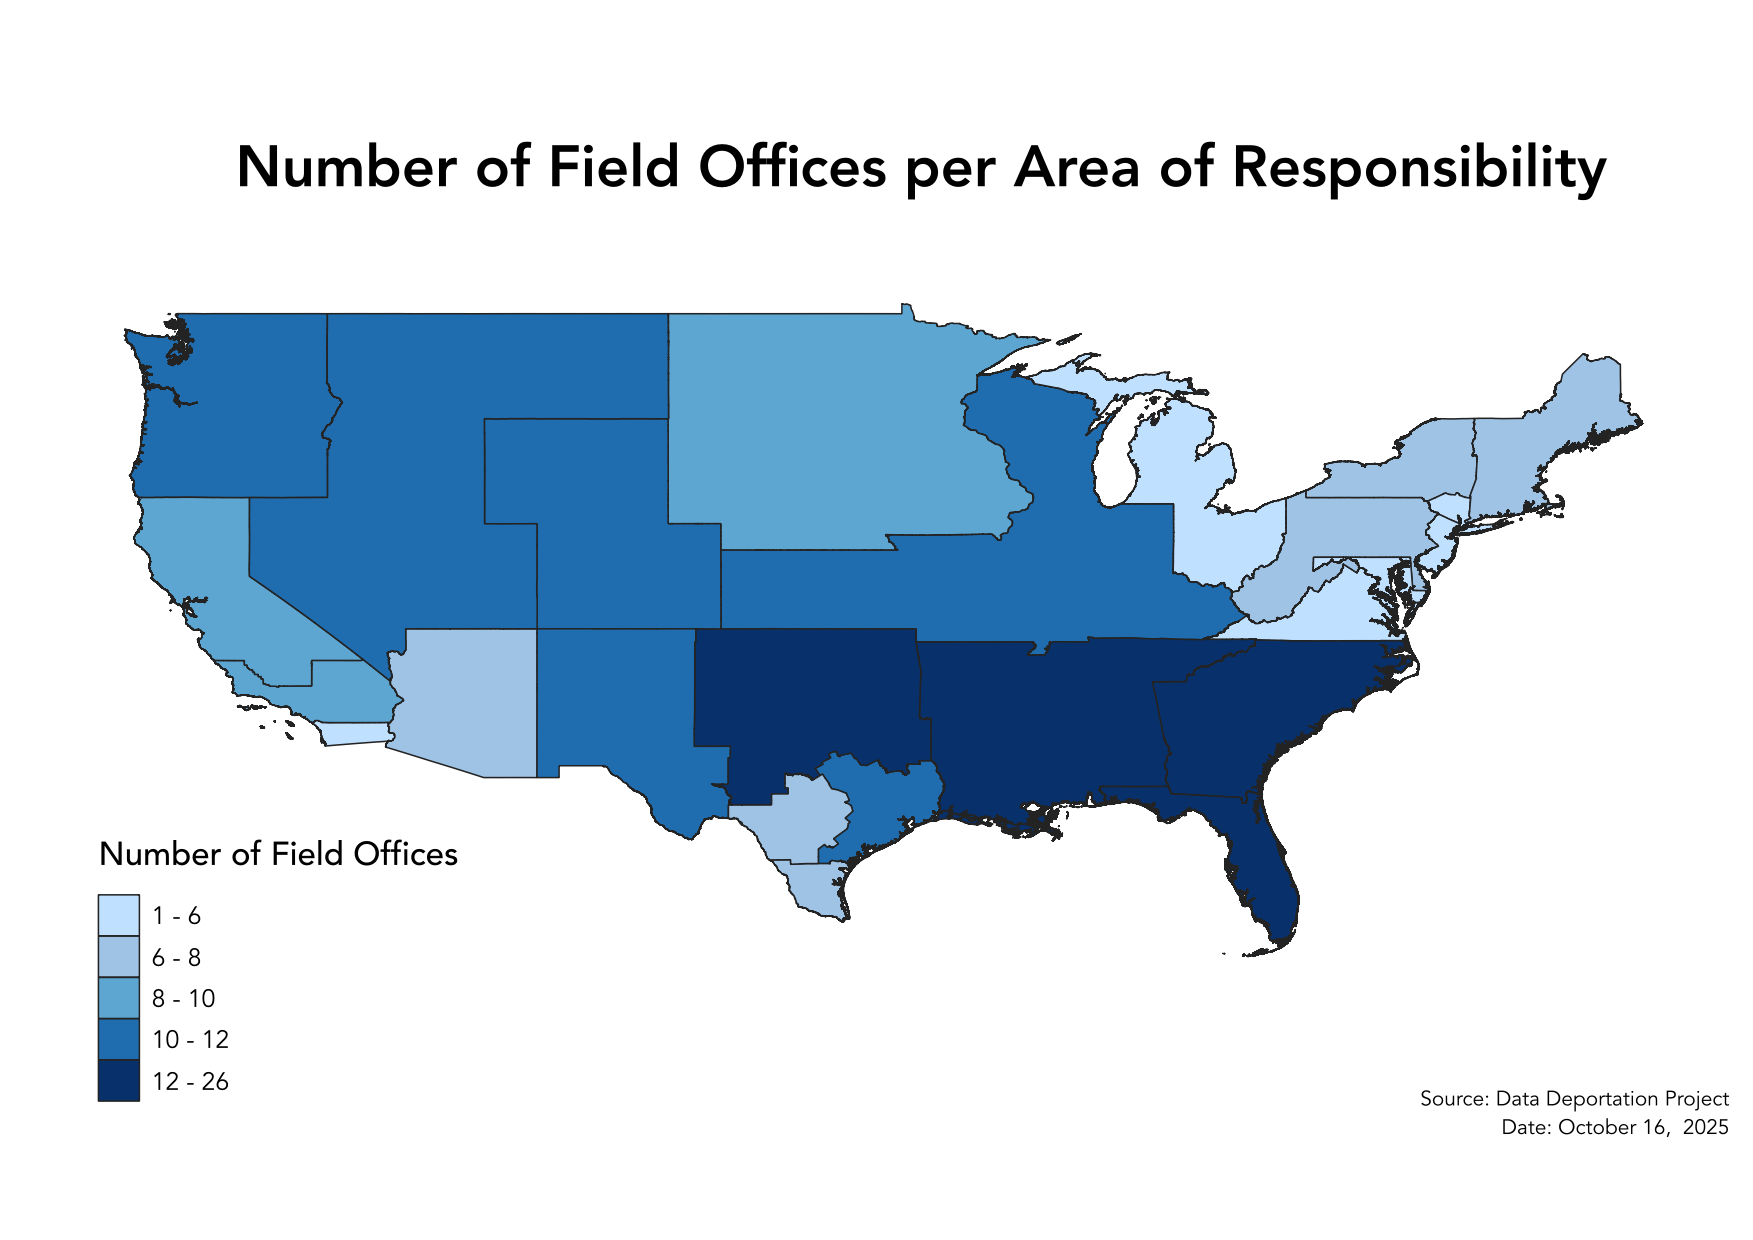 Number of Field Offices per Area of Responsibility
Number of Field Offices
1 - 6
6 - 8
8 - 10
10 - 12
12 - 26
Source: Data Deportation Project
Date: October 16,  2025